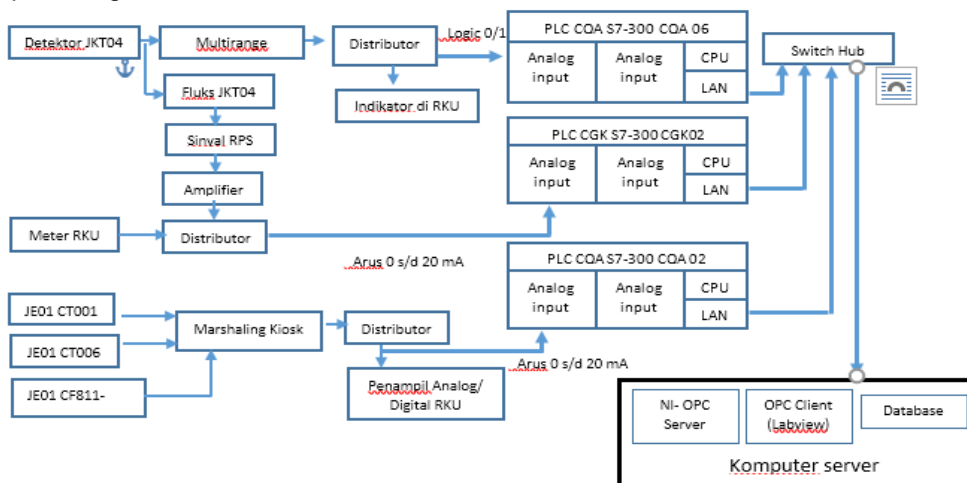 Detektor JKT04
Multirange
Distributor
Logic 0/1
PLC CQA S7-300 CQA 06
Analog
input
Analog
input
CPU
LAN
Switch Hub
Fluks JKT04
Indikator di RKU
Sinyal RPS
PLC CGK S7-300 CGK02
Analog
input
Analog
input
CPU
LAN
Amplifier
Meter RKU
Distributor
Arus 0 s/d 20 mA
PLC CQA S7-300 CQA 02
Analog
input
Analog
input
CPU
LAN
JE01 CT001
JE01 CT006
JE01 CF811-
Marshaling Kiosk
Distributor
Arus 0 s/d 20 mA
Penampil Analog/
Digital RKU
NI- OPC
Server
OPC Client
(Labview)
Database
Komputer server